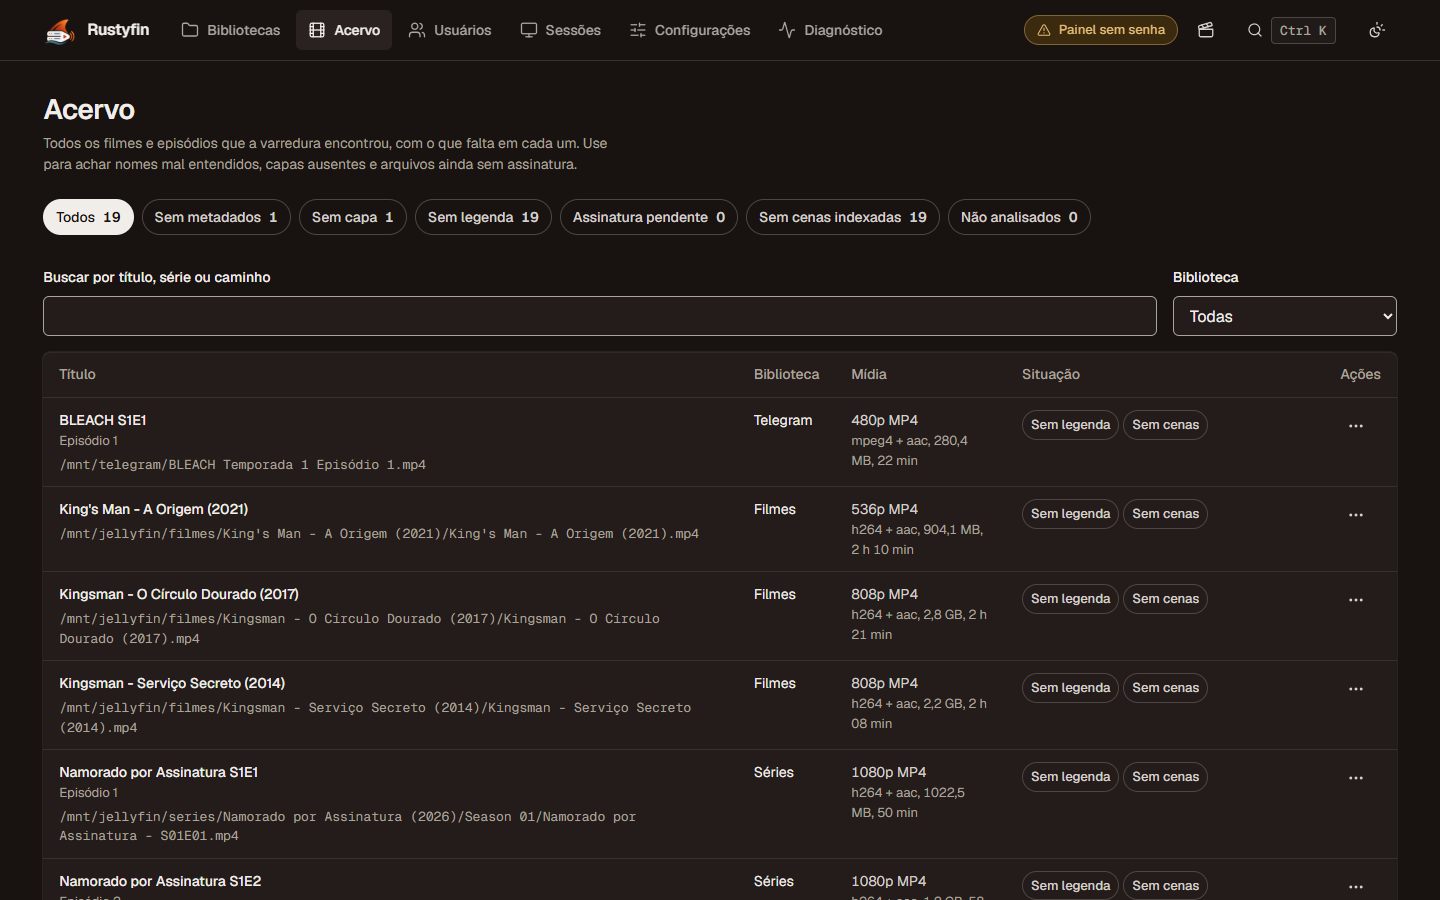 Rustyfin Bibliotecas Acervo Usuários Sessões Configurações Diagnóstico Painel sem senha Ctrl K
Acervo
Todos os filmes e episódios que a varredura encontrou, com o que falta em cada um. Use
para achar nomes mal entendidos, capas ausentes e arquivos ainda sem assinatura.
Todos 19 Sem metadados 1 Sem capa 1 Sem legenda 19 Assinatura pendente 0 Sem cenas indexadas 19 Não analisados 0
Buscar por título, série ou caminho Biblioteca
Todas
Título Biblioteca Mídia Situação Ações
BLEACH S1E1 Telegram 480p MP4 Sem legenda Sem cenas
Episódio 1 mpeg4 + aac, 280,4
MB, 22 min
/mnt/telegram/BLEACH Temporada 1 Episódio 1.mp4
King's Man - A Origem (2021) Filmes 536p MP4 Sem legenda Sem cenas
/mnt/jellyfin/filmes/King's Man - A Origem (2021)/King's Man - A Origem (2021).mp4 h264 + aac, 904,1 MB,
2 h 10 min
Kingsman - O Círculo Dourado (2017) Filmes 808p MP4 Sem legenda Sem cenas
/mnt/jellyfin/filmes/Kingsman - O Círculo Dourado (2017)/Kingsman - O Círculo h264 + aac, 2,8 GB, 2 h
Dourado (2017).mp4 21 min
Kingsman - Serviço Secreto (2014) Filmes 808p MP4 Sem legenda Sem cenas
/mnt/jellyfin/filmes/Kingsman - Serviço Secreto (2014)/Kingsman - Serviço Secreto h264 + aac, 2,2 GB, 2 h
(2014).mp4 08 min
Namorado por Assinatura S1E1 Séries 1080p MP4 Sem legenda Sem cenas
Episódio 1 h264 + aac, 1022,5
/mnt/jellyfin/series/Namorado por Assinatura (2026)/Season 01/Namorado por MB, 50 min
Assinatura - S01E01.mp4
Namorado por Assinatura S1E2 Séries 1080p MP4 Sem legenda Sem cenas